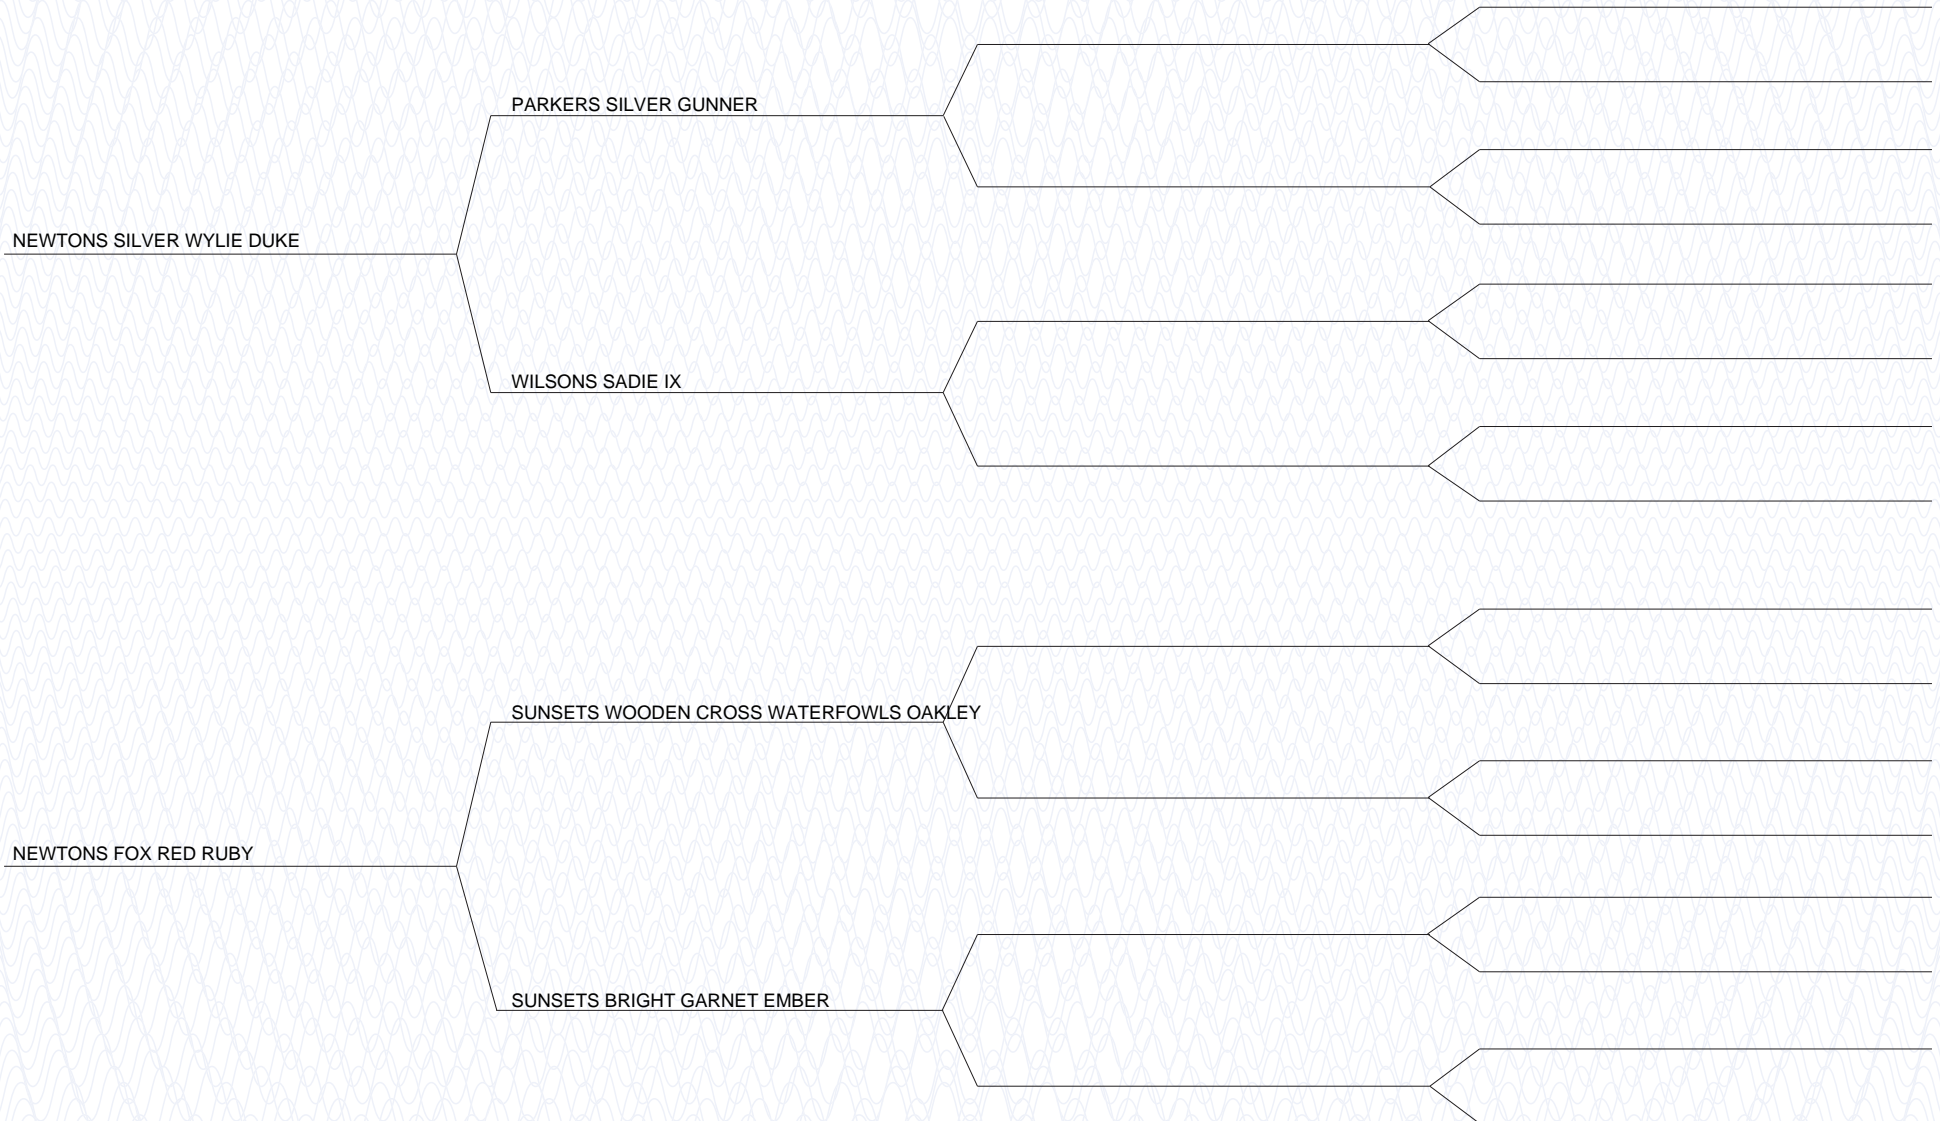 PARKERS SILVER GUNNER
NEWTONS SILVER WYLIE DUKE
WILSONS SADIE IX
SUNSETS WOODEN CROSS WATERFOWLS OAKLEY
NEWTONS FOX RED RUBY
SUNSETS BRIGHT GARNET EMBER